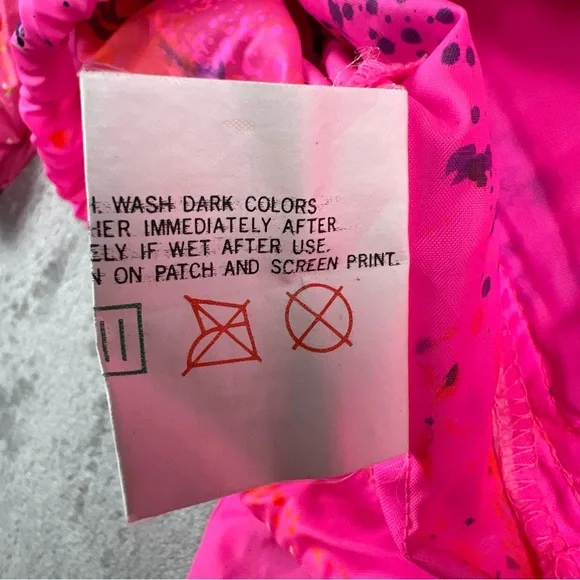 . WASH DARK COLORS
HER IMMEDIATELY AFTER
ELY IF WET AFTER USE.
ON PATCH AND SCREEN PRINT.